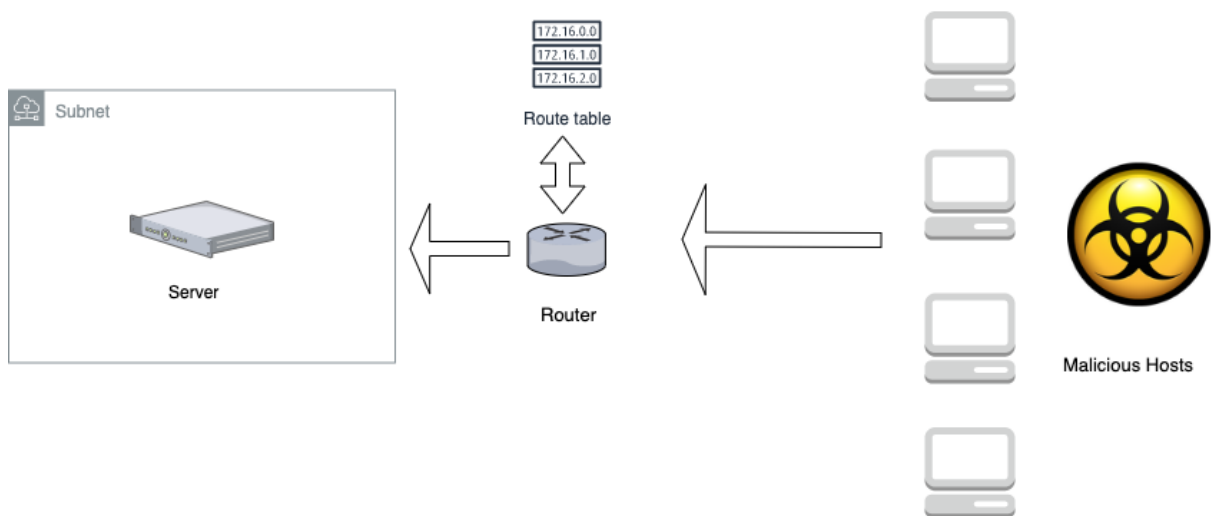 172.16.0.0
172.16.1.0
172.16.2.0
Route table
Subnet
Server
Router
Malicious Hosts